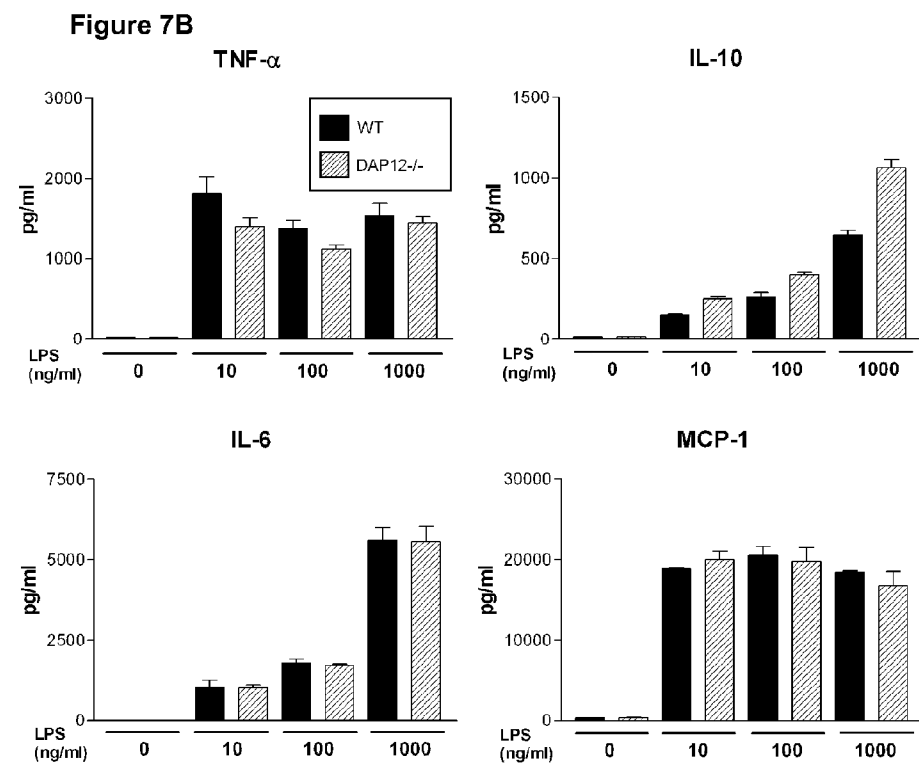 Figure 7B
TNF-α
3000
2000
1000
0
pg/ml
WT
DAP12-/-
LPS
(ng/ml)
0 10 100 1000
IL-10
1500
1000
500
0
pg/ml
LPS
(ng/ml)
0 10 100 1000
IL-6
7500
5000
2500
0
pg/ml
LPS
(ng/ml)
0 10 100 1000
MCP-1
30000
20000
10000
0
pg/ml
LPS
(ng/ml)
0 10 100 1000